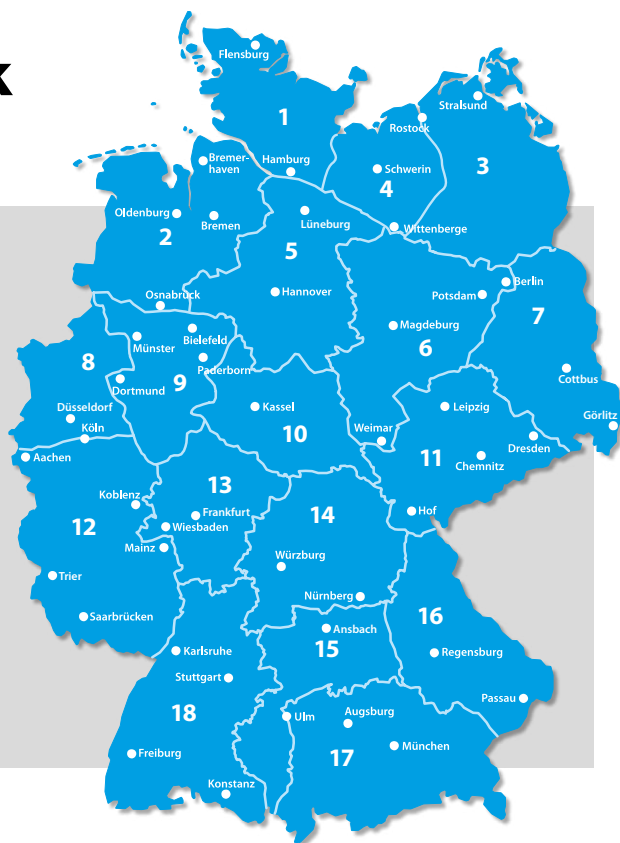 k
Flensburg
Stralsund
1
Rostock
Bremer-
haven
Hamburg
Schwerin
3
4
Oldenburg
Bremen
Lüneburg
Wittenberge
2
5
Osnabrück
Hannover
Potsdam
Berlin
7
Münster
Bielefeld
Magdeburg
6
8
Paderborn
9
Dortmund
Cottbus
Düsseldorf
Kassel
Leipzig
Görlitz
Köln
10
Weimar
Dresden
Aachen
11
Chemnitz
13
Koblenz
Frankfurt
14
Hof
12
Wiesbaden
Mainz
Würzburg
Trier
Nürnberg
Saarbrücken
16
Ansbach
Karlsruhe
15
Regensburg
Stuttgart
Passau
18
Ulm
Augsburg
Freiburg
17
München
Konstanz